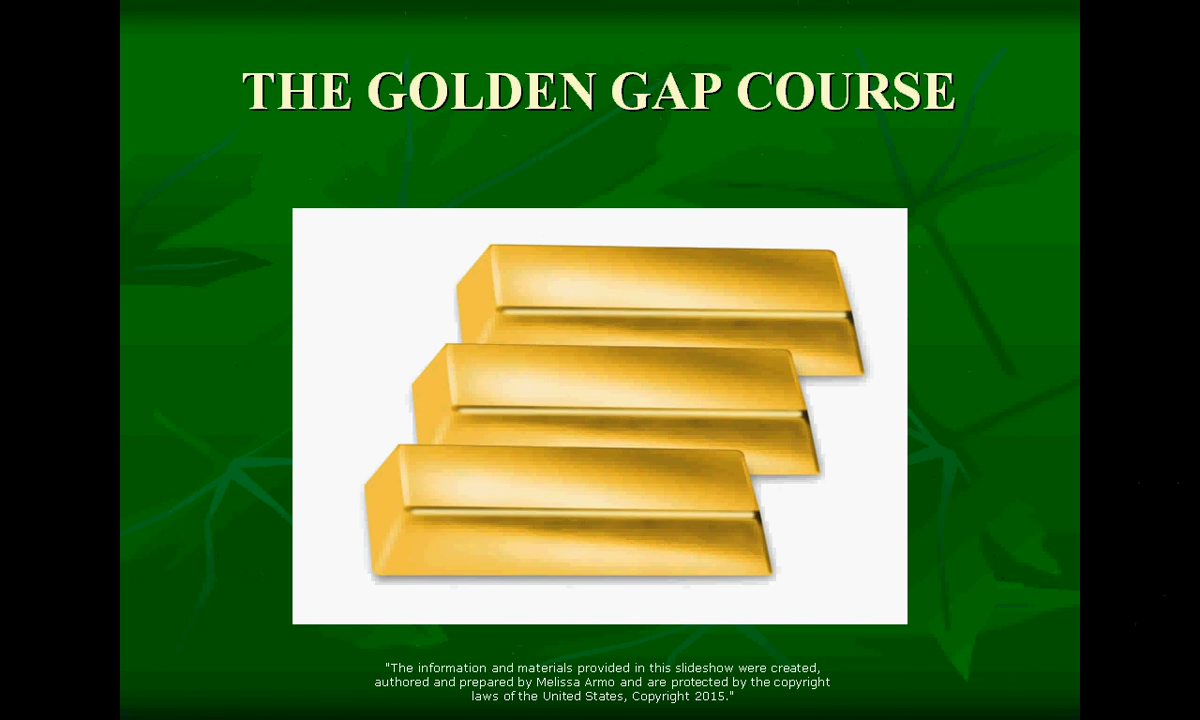 THE GOLDEN GAP COURSE
"The information and materials provided in this slideshow were created,
authored and prepared by Melissa Armo and are protected by the copyright
laws of the United States, Copyright 2015."